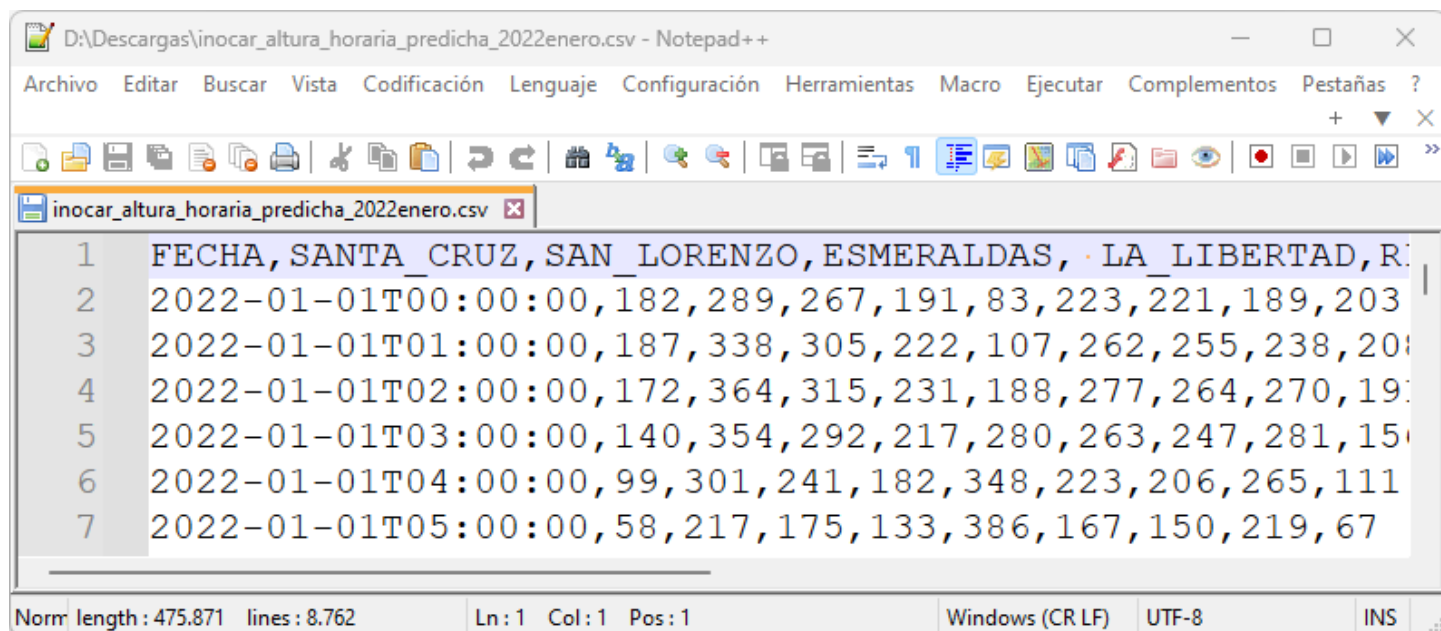 D:\Descargas\inocar_altura_horaria_predicha_2022enero.csv - Notepad++
Archivo Editar Buscar Vista Codificación Lenguaje Configuración Herramientas Macro Ejecutar Complementos Pestañas ?
inocar_altura_horaria_predicha_2022enero.csv
1 FECHA,SANTA_CRUZ,SAN_LORENZO,ESMERALDAS, LA_LIBERTAD,
2 2022-01-01T00:00:00,182,289,267,191,83,223,221,189,203
3 2022-01-01T01:00:00,187,338,305,222,107,262,255,238,
4 2022-01-01T02:00:00,172,364,315,231,188,277,264,270,
5 2022-01-01T03:00:00,140,354,292,217,280,263,247,281,
6 2022-01-01T04:00:00,99,301,241,182,348,223,206,265,111
7 2022-01-01T05:00:00,58,217,175,133,386,167,150,219,67
Norm length : 475.871 lines : 8.762 Ln : 1 Col : 1 Pos : 1 Windows (CR LF) UTF-8 INS